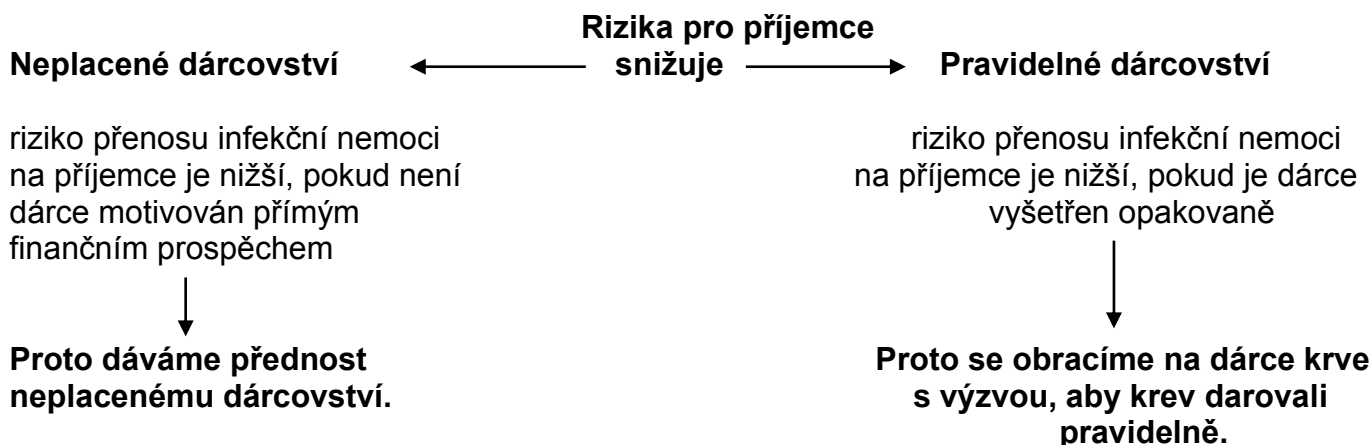 Rizika pro příjemce
Neplacené dárcovství snižuje Pravidelné dárcovství
riziko přenosu infekční nemoci
na příjemce je nižší, pokud není
dárce motivován přímým
finančním prospěchem
riziko přenosu infekční nemoci
na příjemce je nižší, pokud je dárce
vyšetřen opakovaně
Proto dáváme přednost
neplacenému dárcovství.
Proto se obracíme na dárce krve
s výzvou, aby krev darovali
pravidelně.